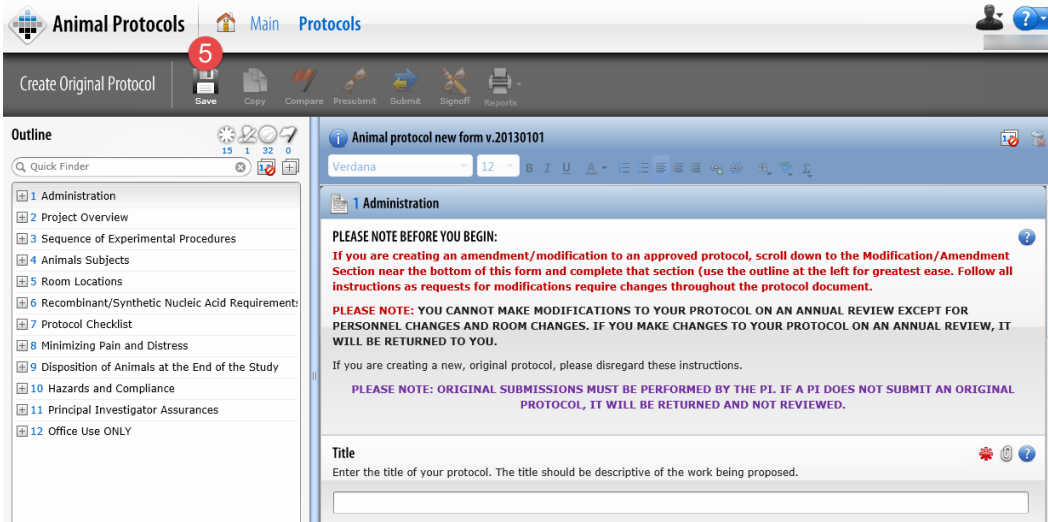 Animal Protocols Main Protocols
5
Create Original Protocol Save Copy Compare Presubmit Submit Signoff Reports
Outline
15 1 32 0
Quick Finder
1 Administration
2 Project Overview
3 Sequence of Experimental Procedures
4 Animals Subjects
5 Room Locations
6 Recombinant/Synthetic Nucleic Acid Requirements
7 Protocol Checklist
8 Minimizing Pain and Distress
9 Disposition of Animals at the End of the Study
10 Hazards and Compliance
11 Principal Investigator Assurances
12 Office Use ONLY
Animal protocol new form v.20130101
Verdana 12 B I U A
1 Administration
PLEASE NOTE BEFORE YOU BEGIN:
If you are creating an amendment/modification to an approved protocol, scroll down to the Modification/Amendment
Section near the bottom of this form and complete that section (use the outline at the left for greatest ease. Follow all
instructions as requests for modifications require changes throughout the protocol document.
PLEASE NOTE: YOU CANNOT MAKE MODIFICATIONS TO YOUR PROTOCOL ON AN ANNUAL REVIEW EXCEPT FOR
PERSONNEL CHANGES AND ROOM CHANGES. IF YOU MAKE CHANGES TO YOUR PROTOCOL ON AN ANNUAL REVIEW, IT
WILL BE RETURNED TO YOU.
If you are creating a new, original protocol, please disregard these instructions.
PLEASE NOTE: ORIGINAL SUBMISSIONS MUST BE PERFORMED BY THE PI. IF A PI DOES NOT SUBMIT AN ORIGINAL
PROTOCOL, IT WILL BE RETURNED AND NOT REVIEWED.
Title
Enter the title of your protocol. The title should be descriptive of the work being proposed.